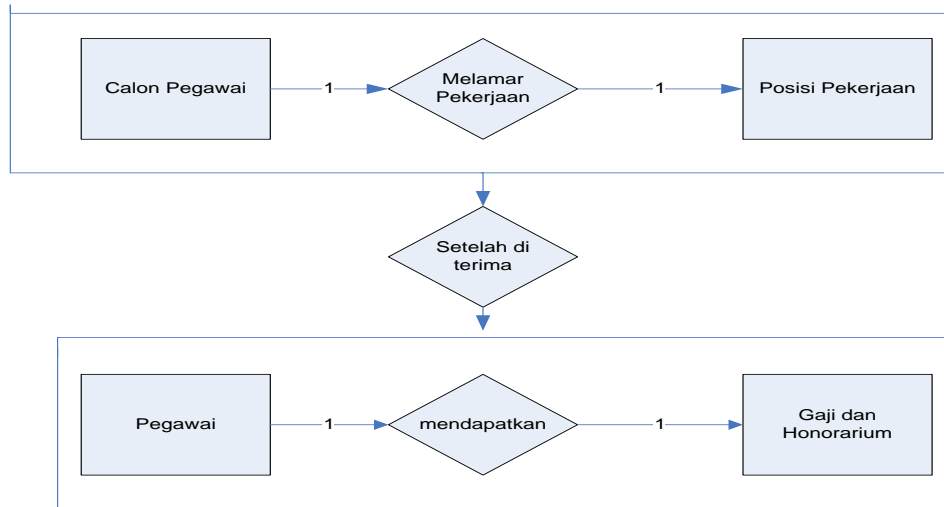 Calon Pegawai
1
Melamar
Pekerjaan
1
Posisi Pekerjaan
Setelah di
terima
Pegawai
1
mendapatkan
1
Gaji dan
Honorarium